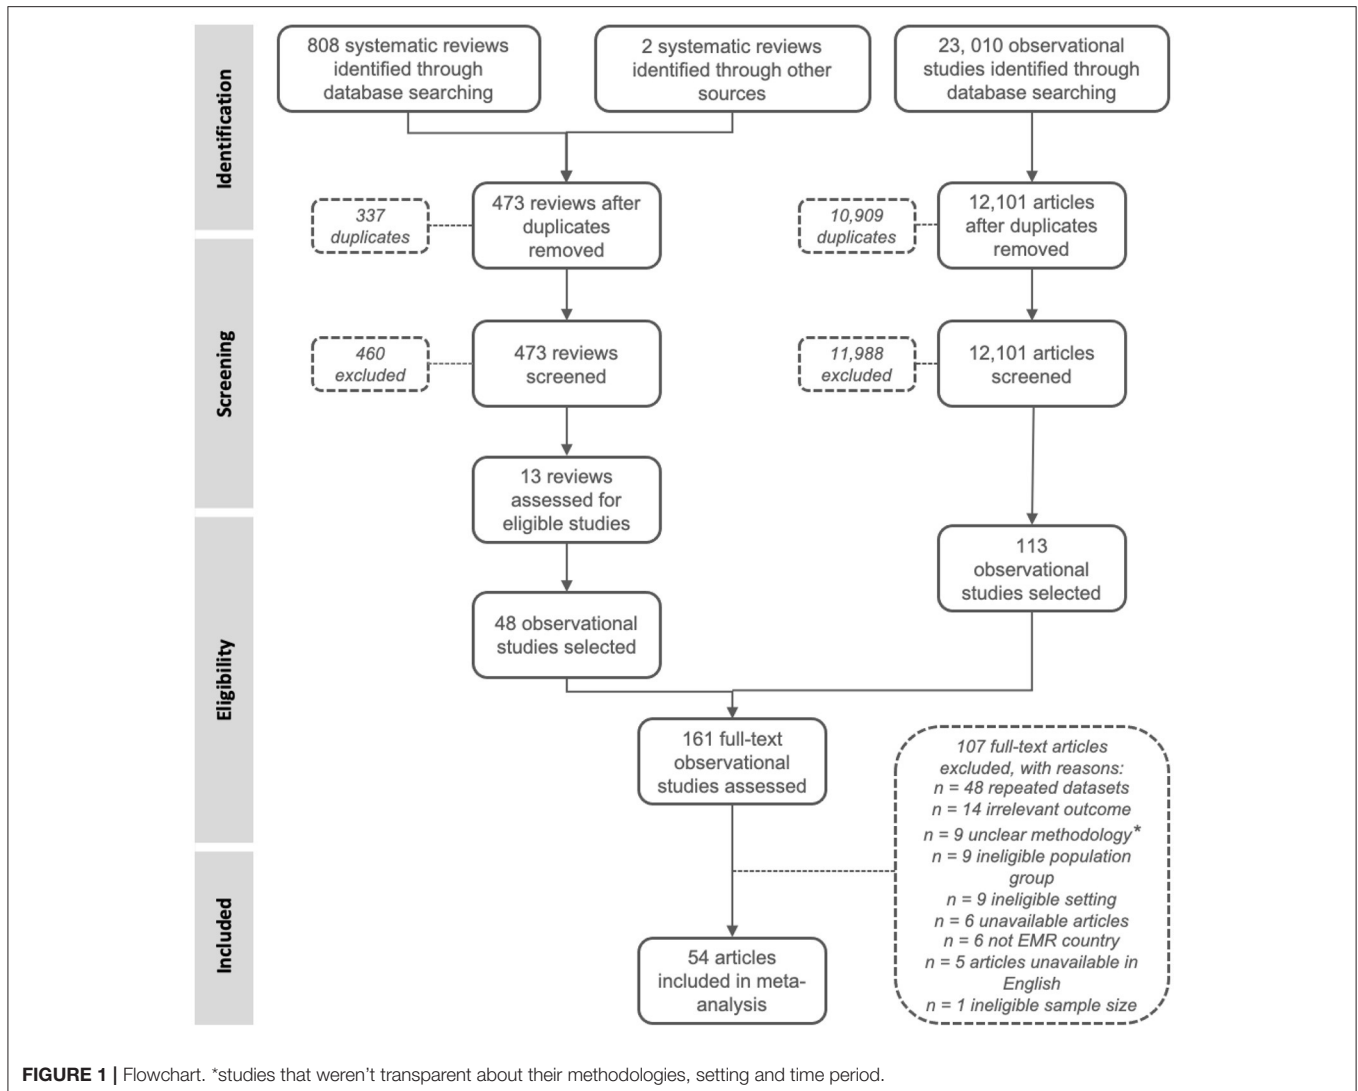 Identification
808 systematic reviews
identified through
database searching
2 systematic reviews
identified through other
sources
23, 010 observational
studies identified through
database searching
337
duplicates
473 reviews after
duplicates
removed
10,909
duplicates
12,101 articles
after duplicates
removed
Screening
460
excluded
473 reviews
screened
11,988
excluded
12,101 articles
screened
13 reviews
assessed for
eligible studies
Eligibility
113
observational
studies selected
48 observational
studies selected
161 full-text
observational
studies assessed
107 full-text articles
excluded, with reasons:
n = 48 repeated datasets
n = 14 irrelevant outcome
n = 9 unclear methodology*
n = 9 ineligible population
group
n = 9 ineligible setting
n = 6 unavailable articles
n = 6 not EMR country
n = 5 articles unavailable in
English
n = 1 ineligible sample size
Included
54 articles
included in meta-
analysis
FIGURE 1 | Flowchart. *studies that weren’t transparent about their methodologies, setting and time period.